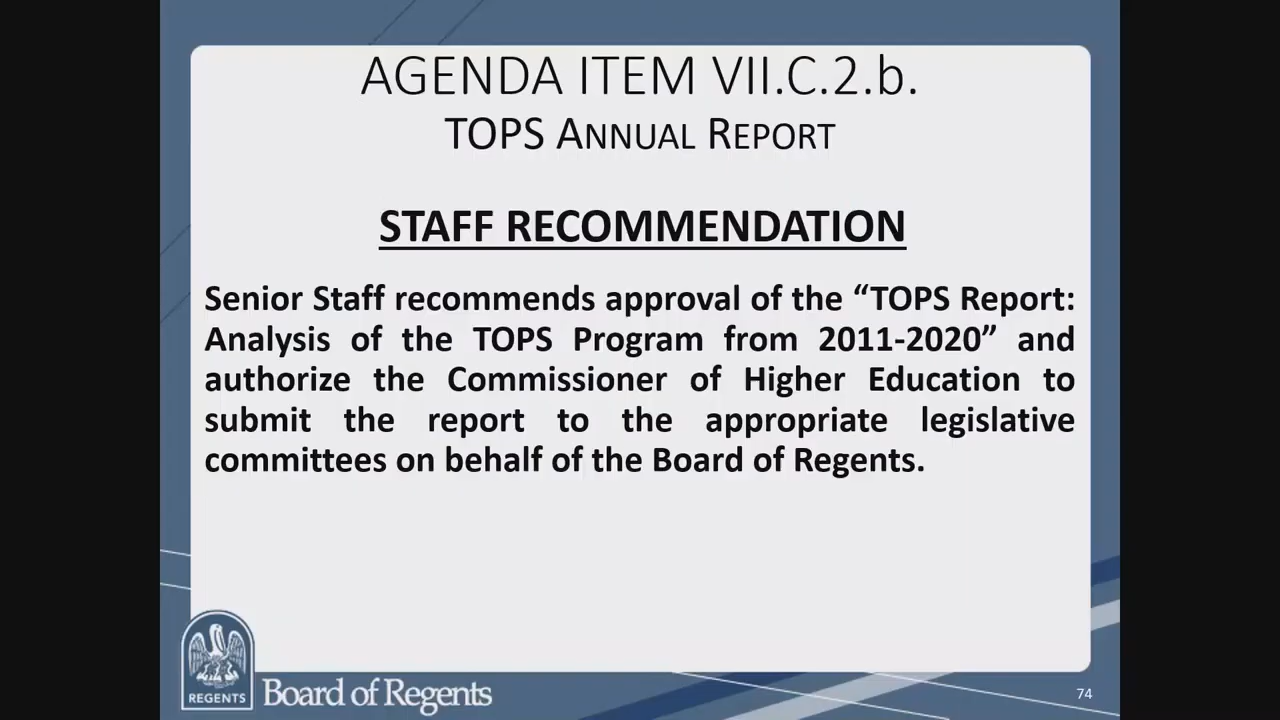 AGENDA ITEM VII.C.2.b.
TOPS ANNUAL REPORT
STAFF RECOMMENDATION
Senior Staff recommends approval of the “TOPS Report:
Analysis of the TOPS Program from 2011-2020” and
authorize the Commissioner of Higher Education to
submit the report to the appropriate legislative
committees on behalf of the Board of Regents.
REGENTS
Board of Regents
74